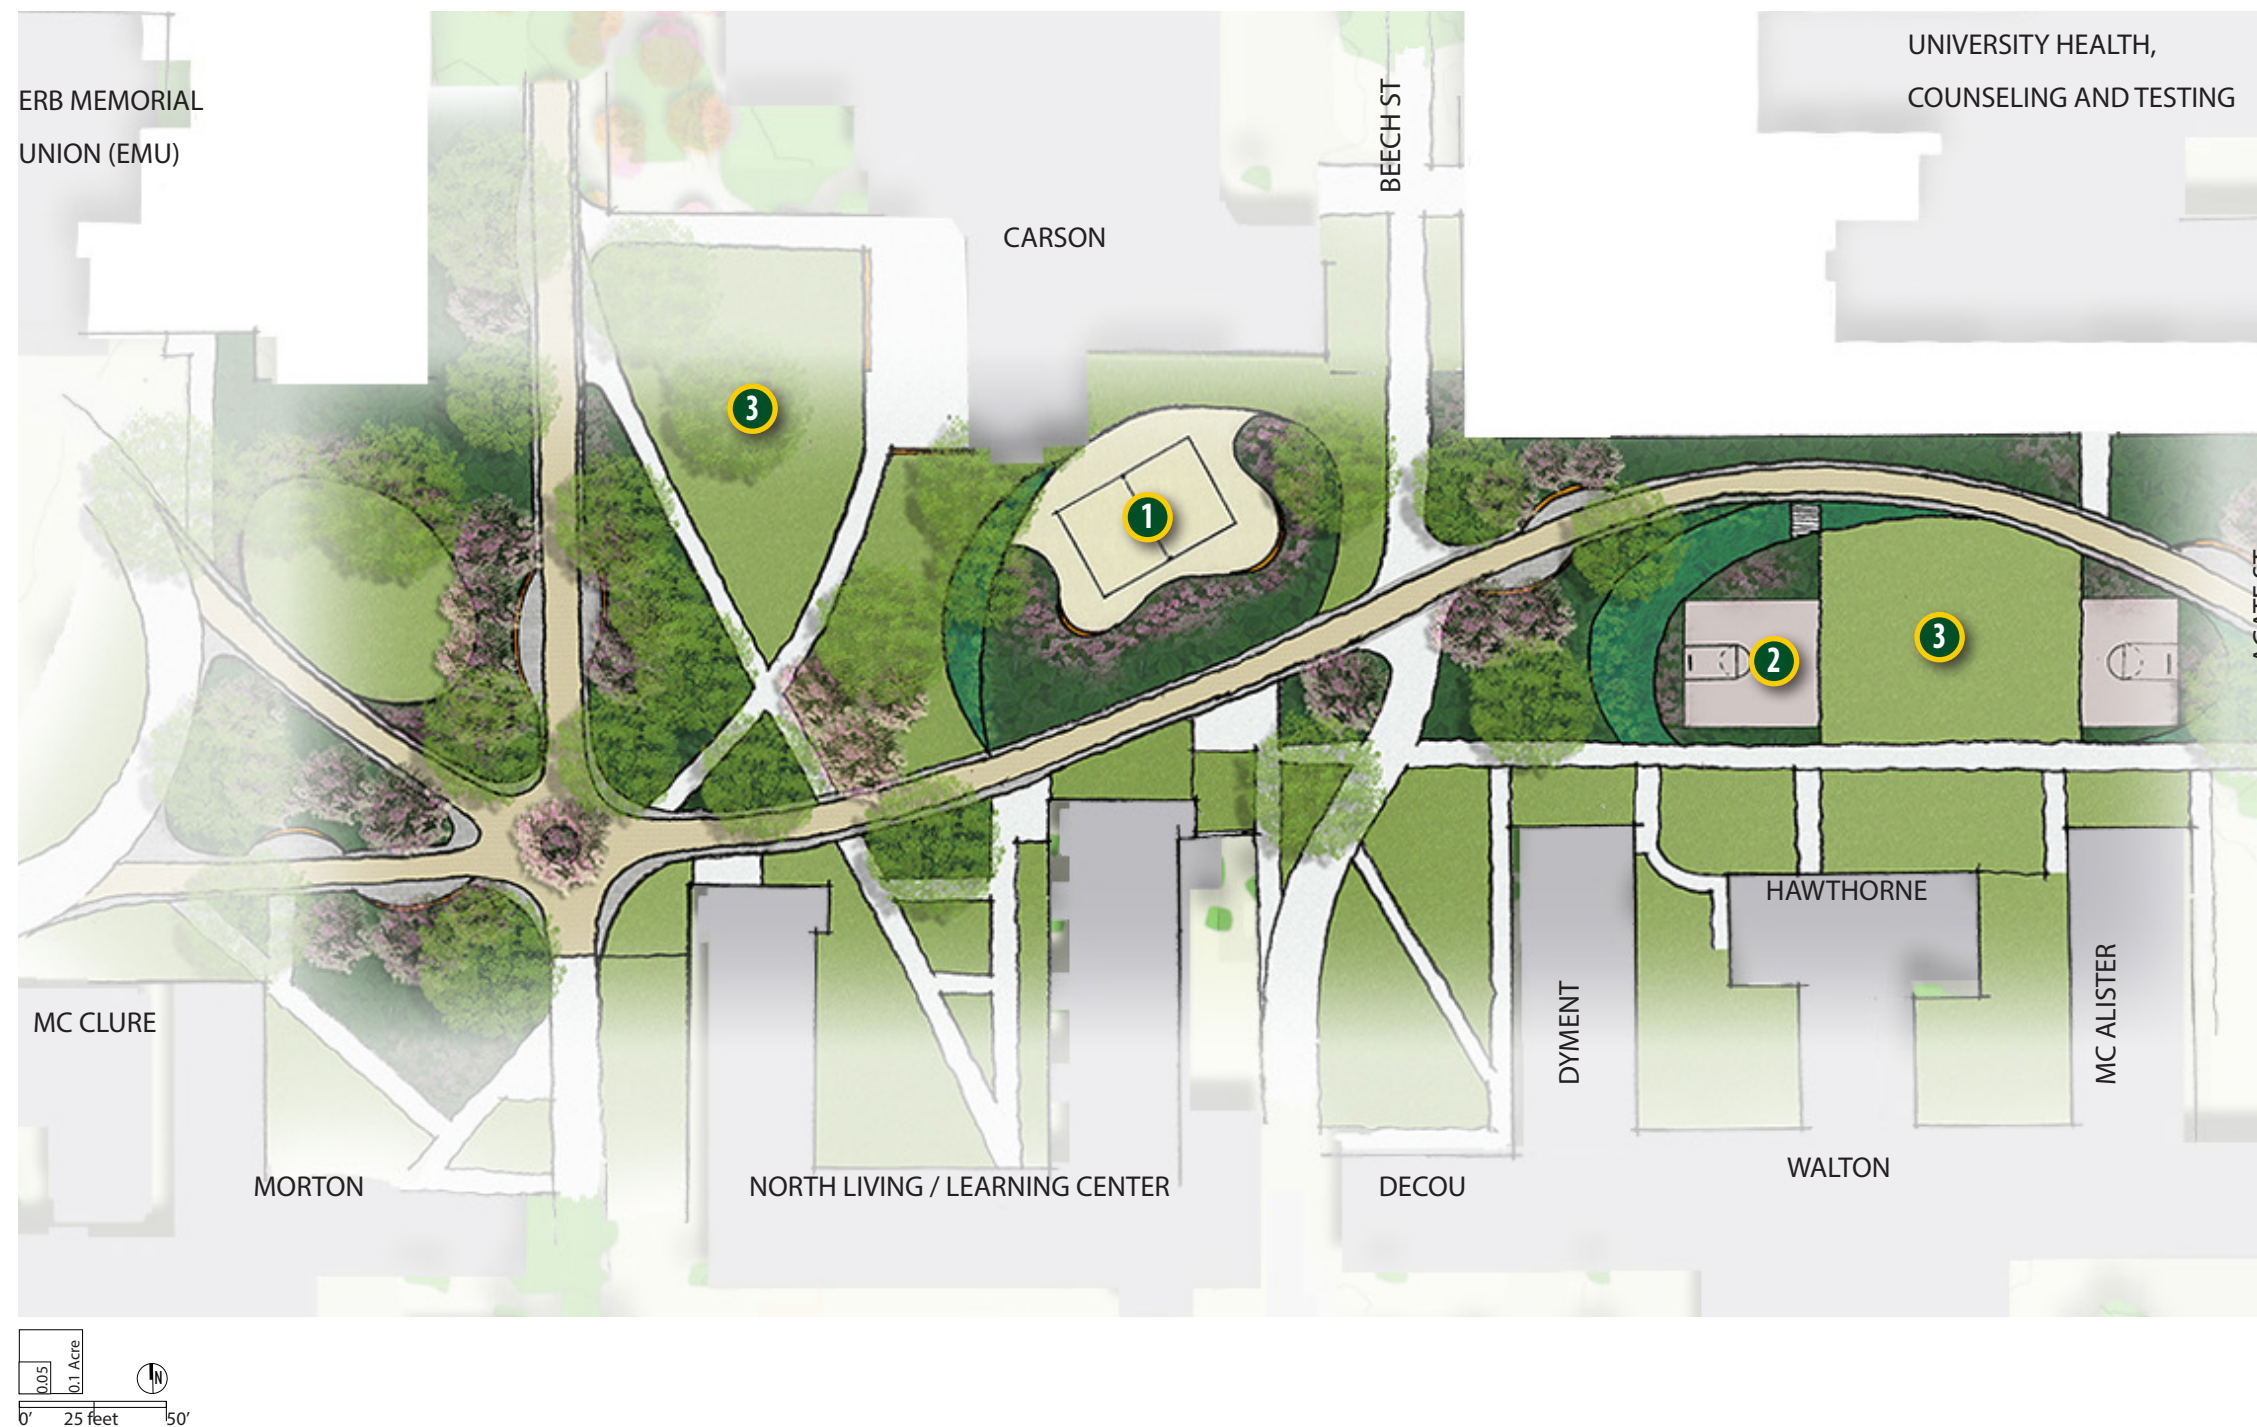 ERB MEMORIAL
UNION (EMU)
UNIVERSITY HEALTH,
COUNSELING AND TESTING
BEECH ST
CARSON
3
1
2
3
HAWTHORNE
MC CLURE
DYMENT
MC ALISTER
MORTON
NORTH LIVING / LEARNING CENTER
DECOU
WALTON
0.05
0.1 Acre
N
0’ 25 feet 50’